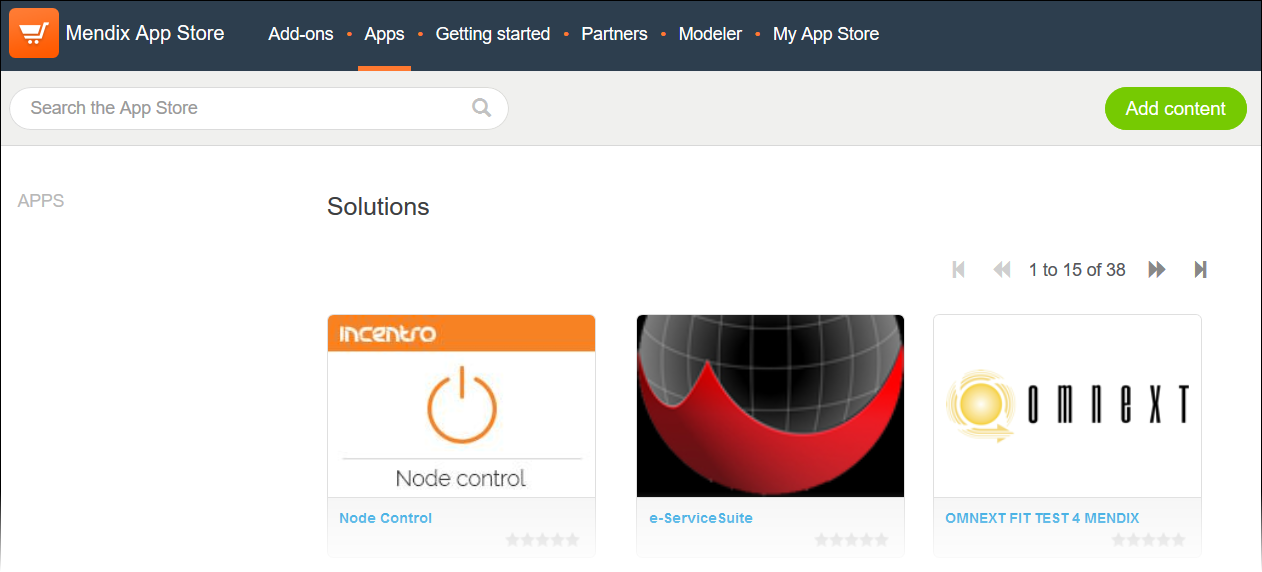 Mendix App Store
Add-ons • Apps • Getting started • Partners • Modeler • My App Store
Search the App Store
Add content
APPS
Solutions
1 to 15 of 38
incentro
Node control
omnext
Node Control
e-ServiceSuite
OMNEXT FIT TEST 4 MENDIX